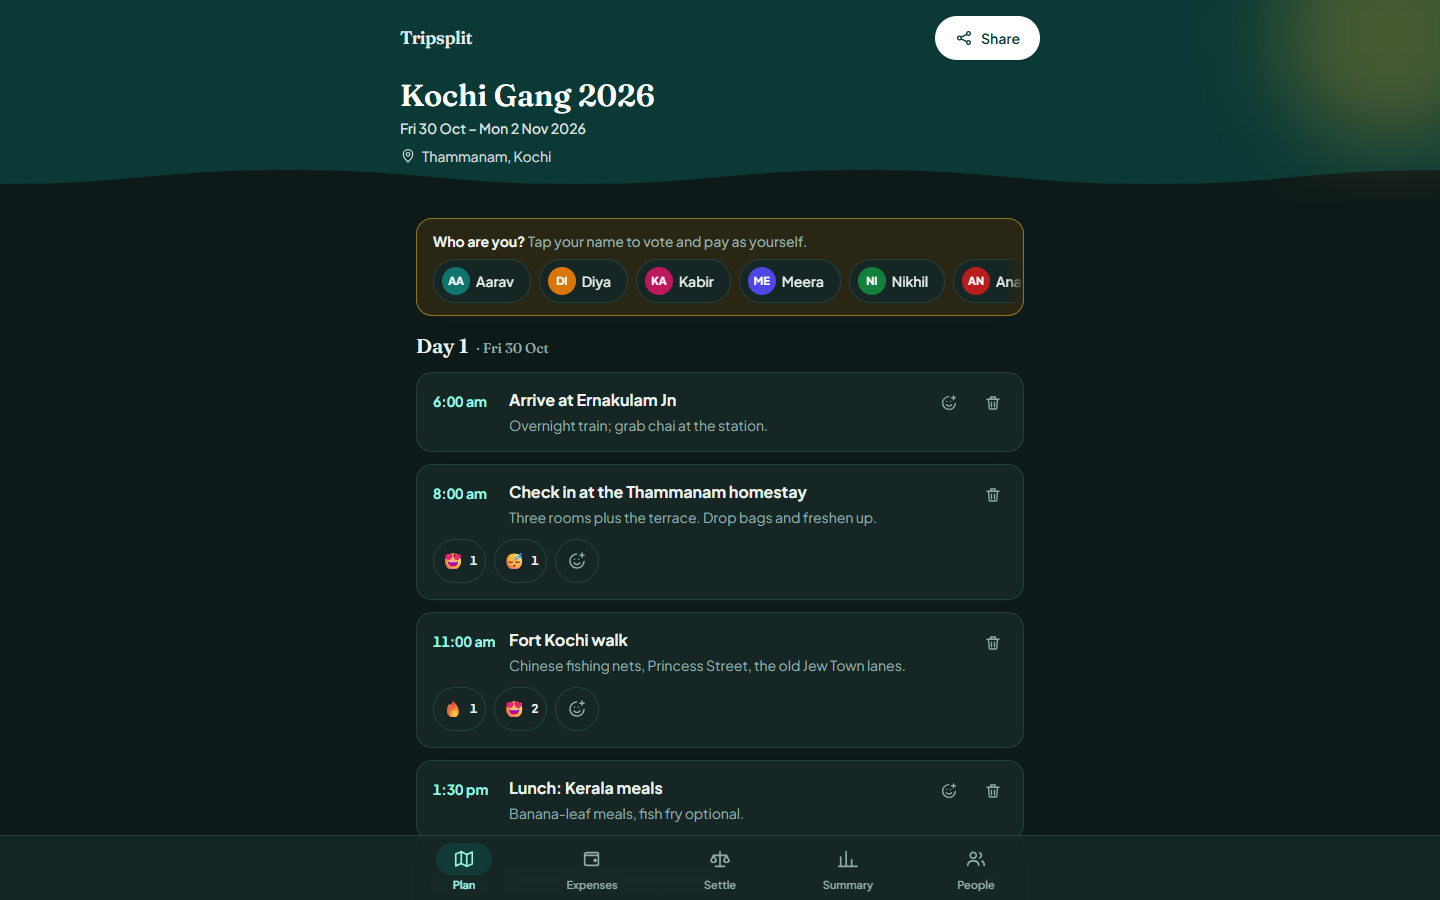 Tripsplit
Share
Kochi Gang 2026
Fri 30 Oct – Mon 2 Nov 2026
Thammanam, Kochi
Who are you? Tap your name to vote and pay as yourself.
AA Aarav DI Diya KA Kabir ME Meera NI Nikhil AN Ana
Day 1 · Fri 30 Oct
6:00 am Arrive at Ernakulam Jn
Overnight train; grab chai at the station.
8:00 am Check in at the Thammanam homestay
Three rooms plus the terrace. Drop bags and freshen up.
1 1
11:00 am Fort Kochi walk
Chinese fishing nets, Princess Street, the old Jew Town lanes.
1 2
1:30 pm Lunch: Kerala meals
Banana-leaf meals, fish fry optional.
Plan Expenses Settle Summary People